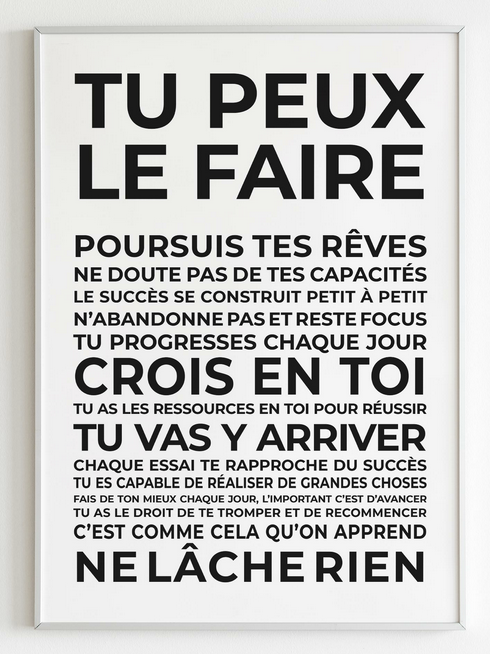 TU PEUX
LE FAIRE
POURSUIS TES RÊVES
NE DOUTE PAS DE TES CAPACITÉS
LE SUCCÈS SE CONSTRUIT PETIT À PETIT
N'ABANDONNE PAS ET RESTE FOCUS
TU PROGRESSES CHAQUE JOUR
CROIS EN TOI
TU AS LES RESSOURCES EN TOI POUR RÉUSSIR
TU VAS Y ARRIVER
CHAQUE ESSAI TE RAPPROCHE DU SUCCÈS
TU ES CAPABLE DE RÉALISER DE GRANDES CHOSES
FAIS DE TON MIEUX CHAQUE JOUR, L'IMPORTANT C'EST D'AVANCER
TU AS LE DROIT DE TE TROMPER ET DE RECOMMENCER
C'EST COMME CELA QU'ON APPREND
NE LÂCHE RIEN